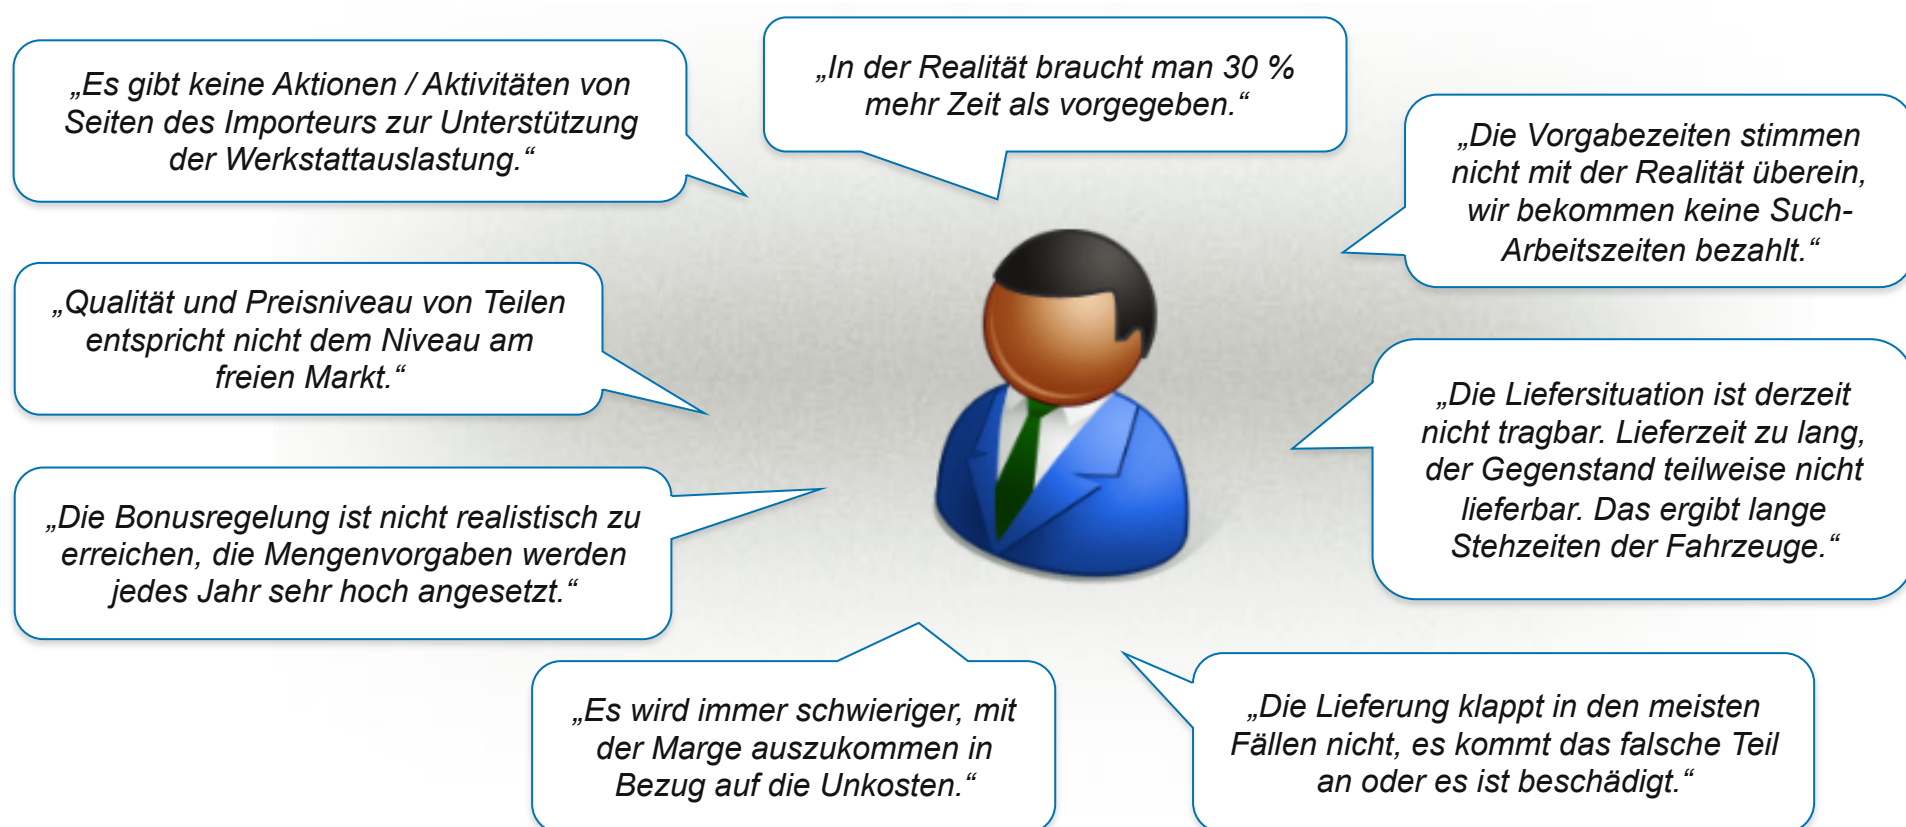 „Es gibt keine Aktionen / Aktivitäten von
Seiten des Importeurs zur Unterstützung
der Werkstattauslastung.“
„In der Realität braucht man 30 %
mehr Zeit als vorgegeben.“
„Die Vorgabezeiten stimmen
nicht mit der Realität überein,
wir bekommen keine Such-
Arbeitszeiten bezahlt.“
„Qualität und Preisniveau von Teilen
entspricht nicht dem Niveau am
freien Markt.“
„Die Liefersituation ist derzeit
nicht tragbar. Lieferzeit zu lang,
der Gegenstand teilweise nicht
lieferbar. Das ergibt lange
Stehzeiten der Fahrzeuge.“
„Die Bonusregelung ist nicht realistisch zu
erreichen, die Mengenvorgaben werden
jedes Jahr sehr hoch angesetzt.“
„Es wird immer schwieriger, mit
der Marge auszukommen in
Bezug auf die Unkosten.“
„Die Lieferung klappt in den meisten
Fällen nicht, es kommt das falsche Teil
an oder es ist beschädigt.“